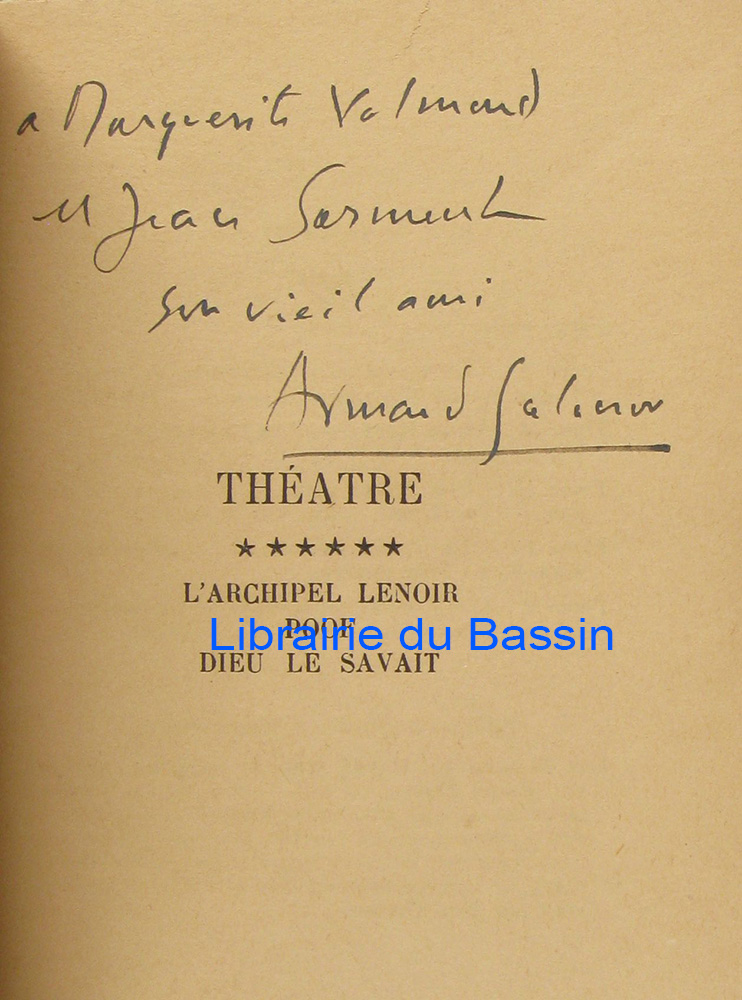 a Marguerite Valmond
et Jean Sarment
son vieil ami
Armand Salacrou
THÉATRE
★★★★★★
L'ARCHIPEL LENOIR
POOF
Librairie du Bassin
DIEU LE SAVAIT